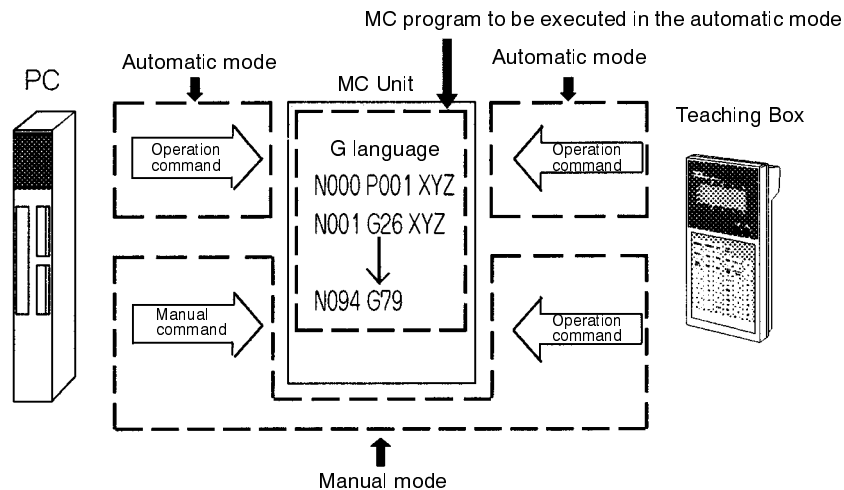 MC program to be executed in the automatic mode
Automatic mode
Automatic mode
PC
MC Unit
Teaching Box
Operation
command
G language
N000 P001 XYZ
N001 G26 XYZ
N094 G79
Operation
command
Manual
command
Operation
command
Manual mode